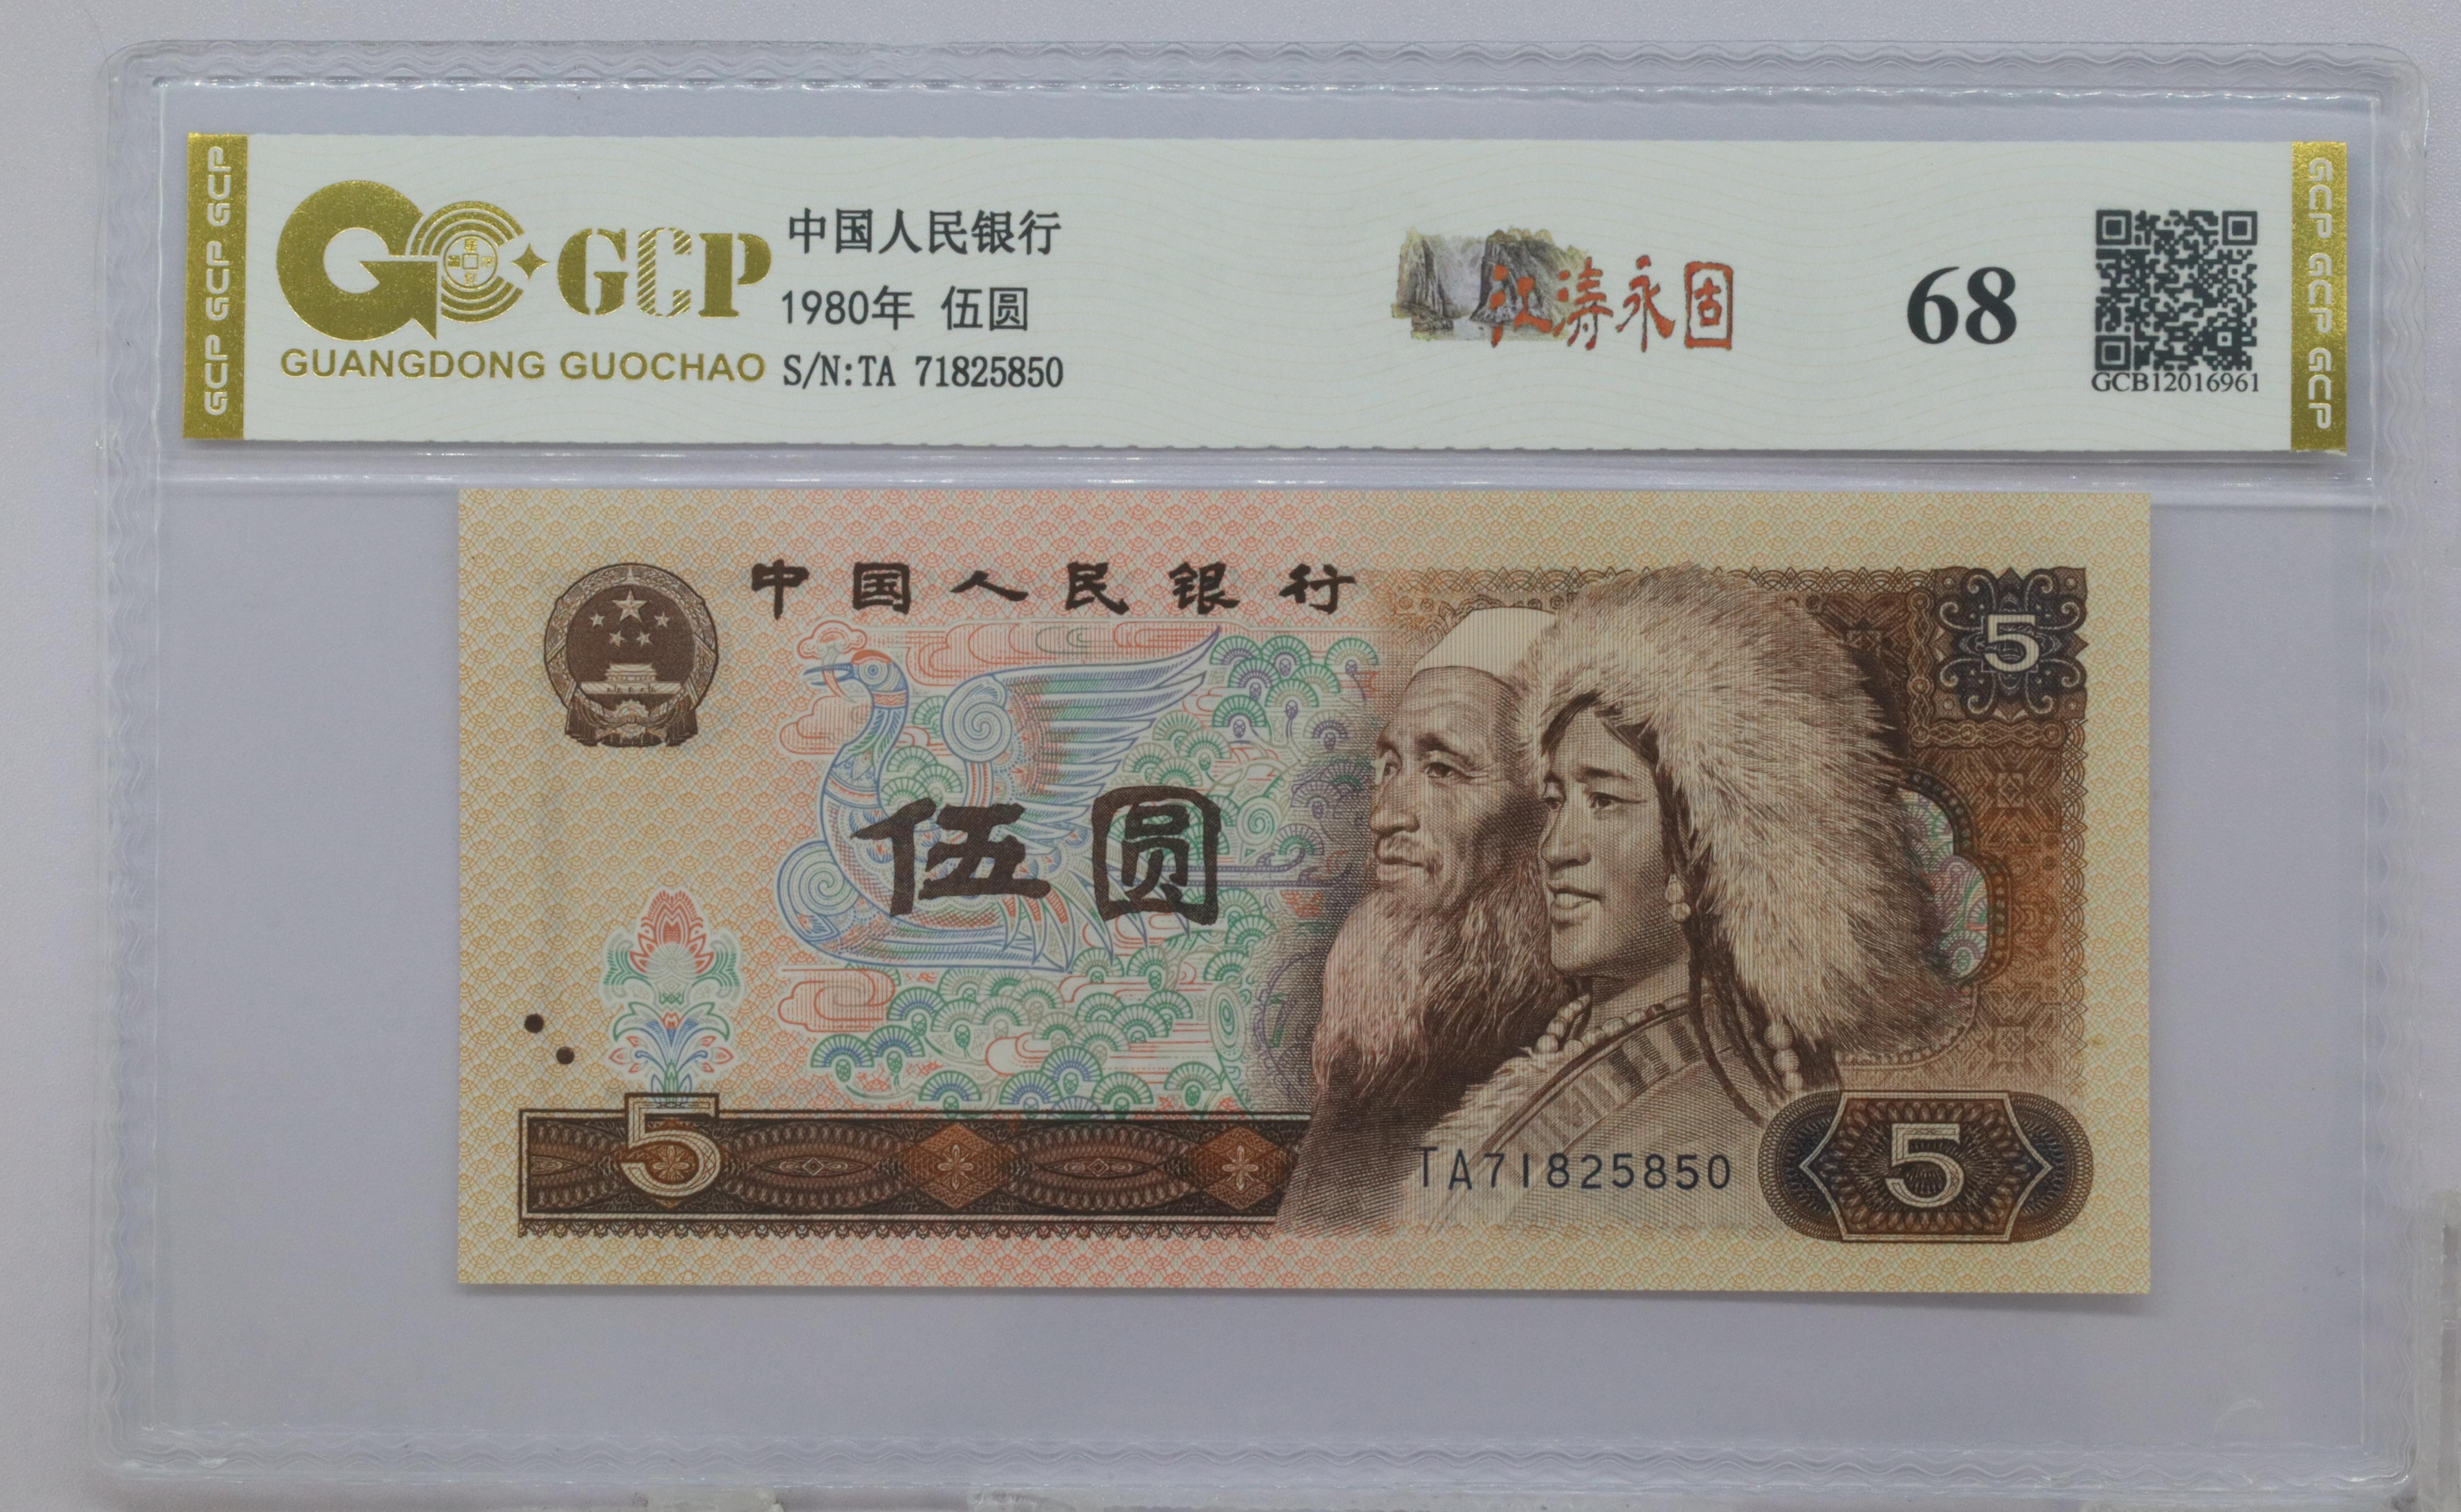 GCP GCP GCP
GCP
GUANGDONG GUOCHAO
中国人民银行
1980年 伍圆
S/N:TA 71825850
江涛永固
68
GCB12016961
GCP GCP GCP
中国人民银行
5
伍圆
5
TA71825850
5